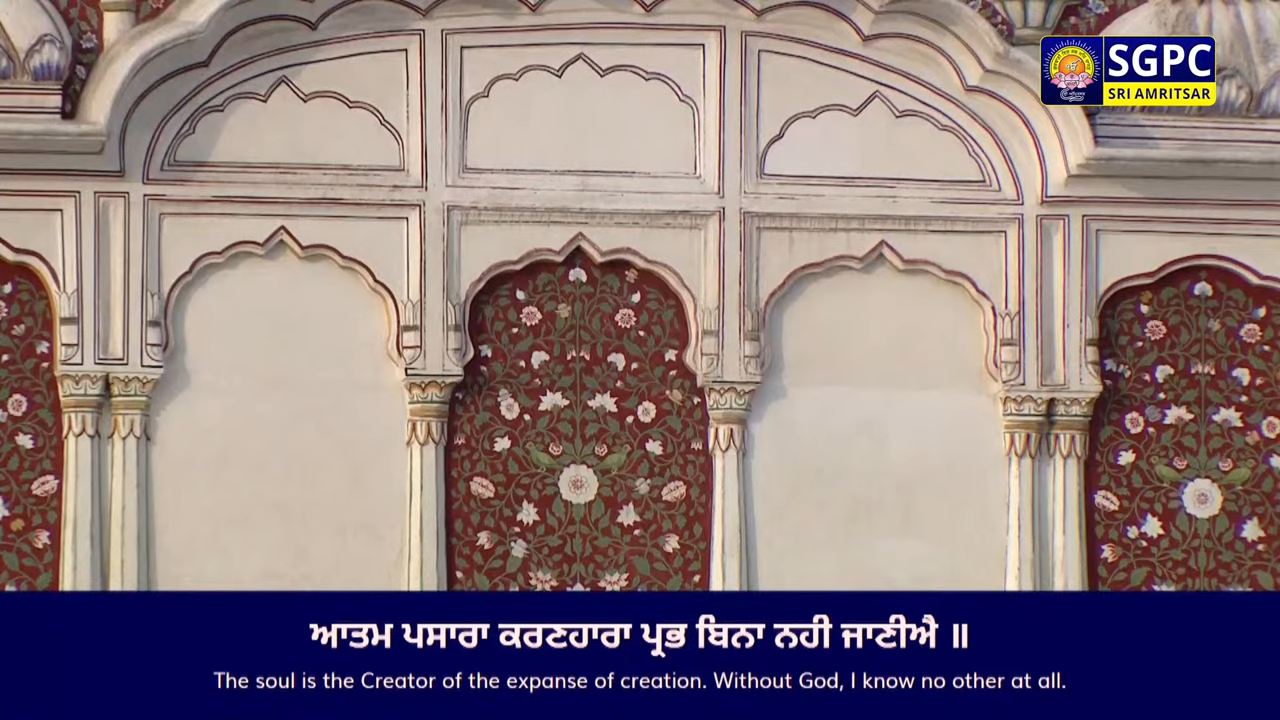 SGPC
SRI AMRITSAR
ਆਤਮ ਪਸਾਰਾ ਕਰਣਹਾਰਾ ਪ੍ਰਭ ਬਿਨਾ ਨਹੀ ਜਾਣੀਐ ॥
The soul is the Creator of the expanse of creation. Without God, I know no other at all.